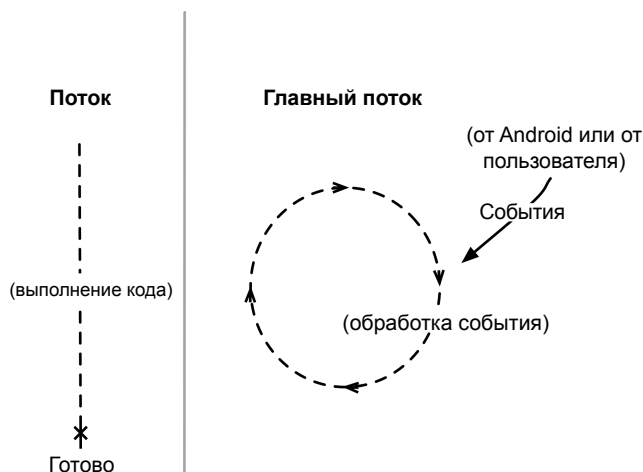 Поток
(выполнение кода)
Готово
Главный поток
(от Android или от
пользователя)
События
(обработка события)